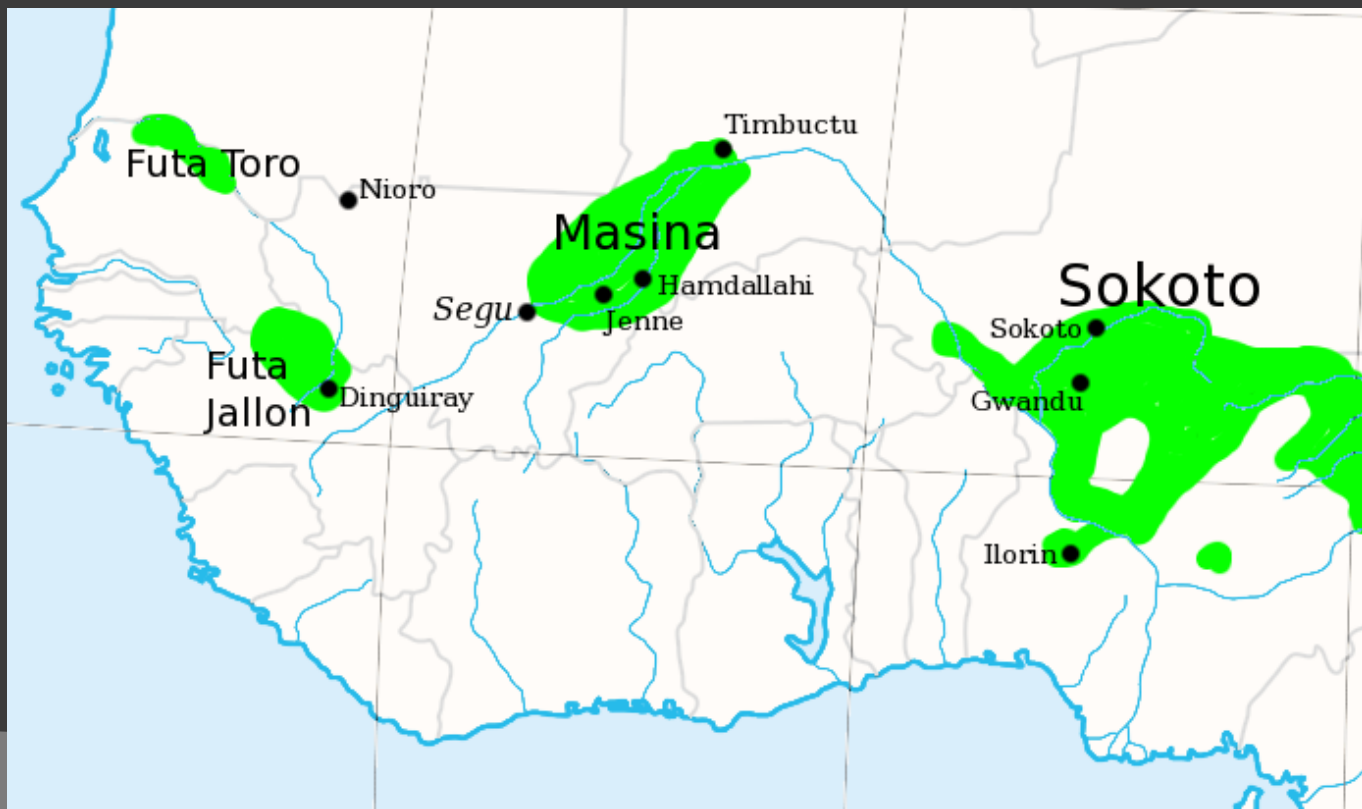 Timbuctu
Futa Toro
Nioro
Masina
Hamdallahi
Segu
Jenne
Sokoto
Sokoto
Gwandu
Futa
Jallon
Dinguiray
Ilorin